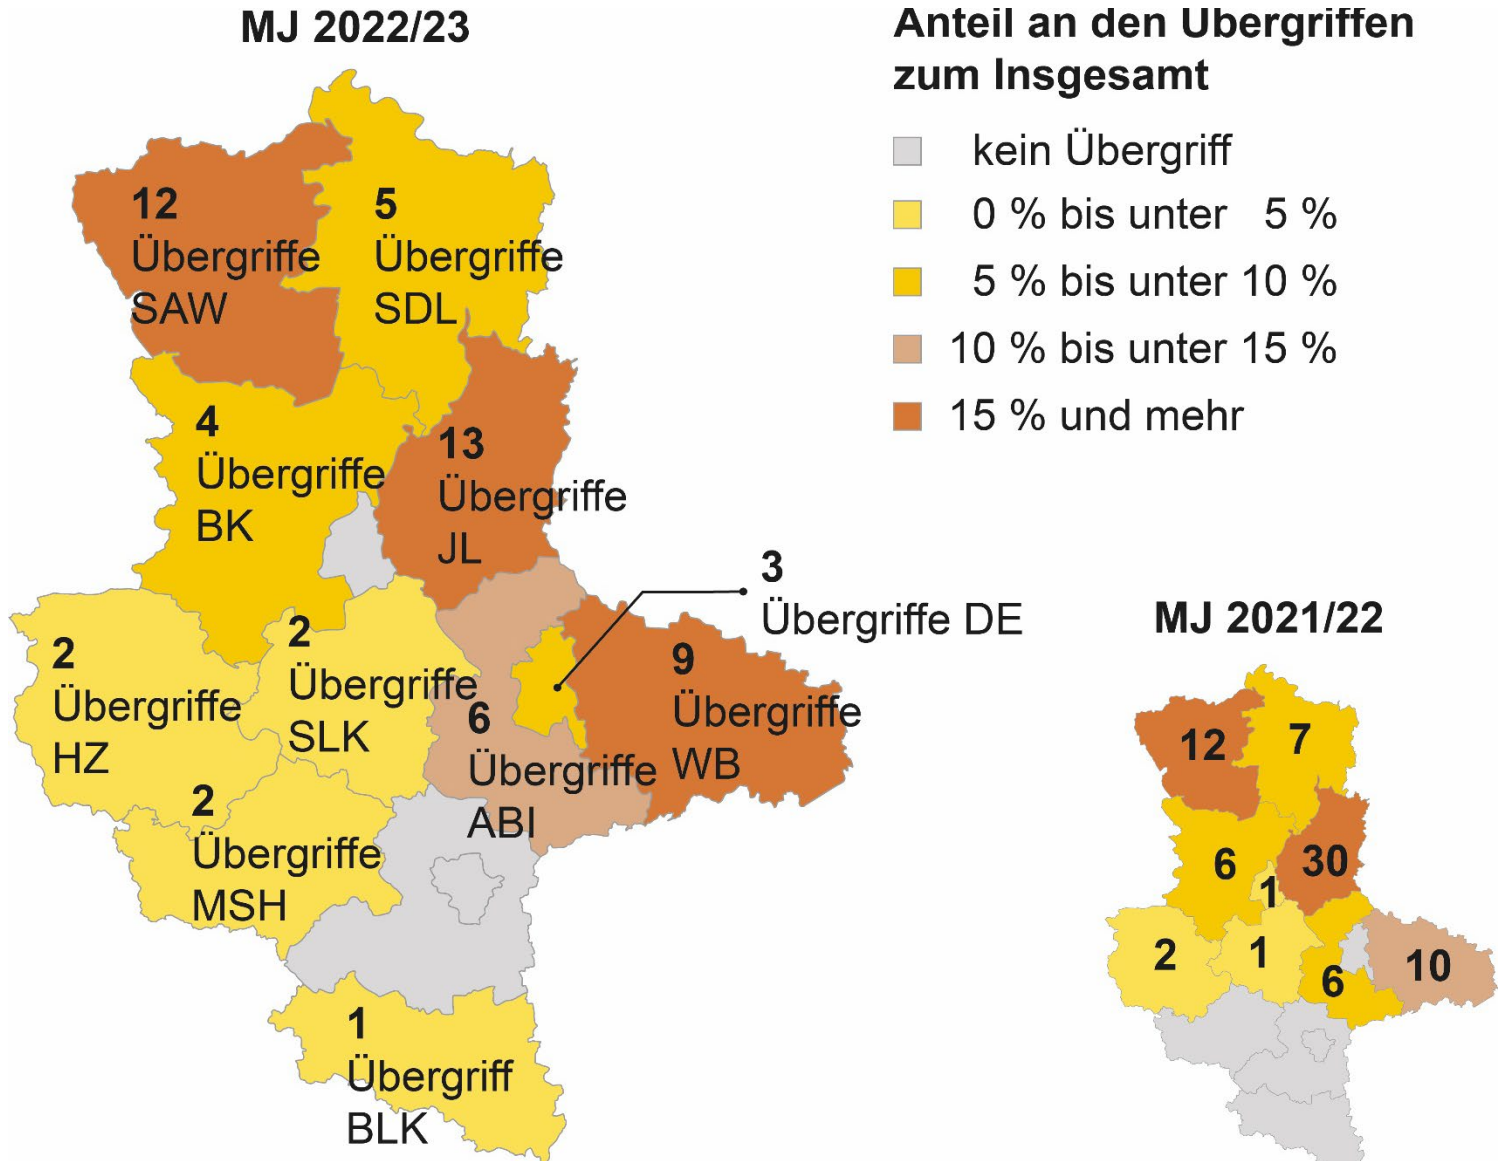 MJ 2022/23
Anteil an den Übergriffen
zum Insgesamt
kein Übergriff
0 % bis unter 5 %
5 % bis unter 10 %
10 % bis unter 15 %
15 % und mehr
12
Übergriffe
SAW
5
Übergriffe
SDL
4
Übergriffe
BK
13
Übergriffe
JL
3
Übergriffe DE
2
Übergriffe
HZ
2
Übergriffe
SLK
6
Übergriffe
ABI
9
Übergriffe
WB
2
Übergriffe
MSH
1
Übergriff
BLK
MJ 2021/22
12
7
6
30
1
2
1
6
10